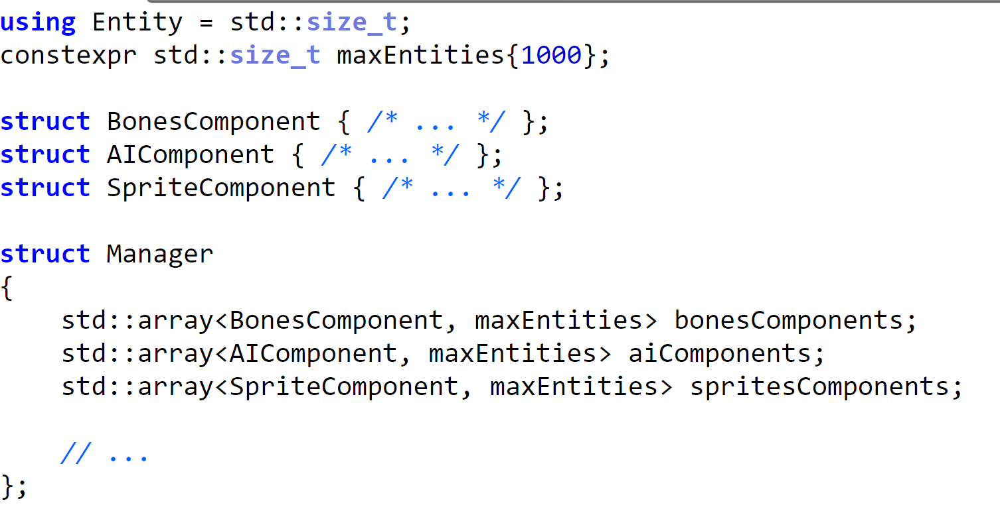 using Entity = std::size_t;
constexpr std::size_t maxEntities{1000};
struct BonesComponent { /* ... */ };
struct AIComponent { /* ... */ };
struct SpriteComponent { /* ... */ };
struct Manager
{
std::array<BonesComponent, maxEntities> bonesComponents;
std::array<AIComponent, maxEntities> aiComponents;
std::array<SpriteComponent, maxEntities> spritesComponents;
// ...
};